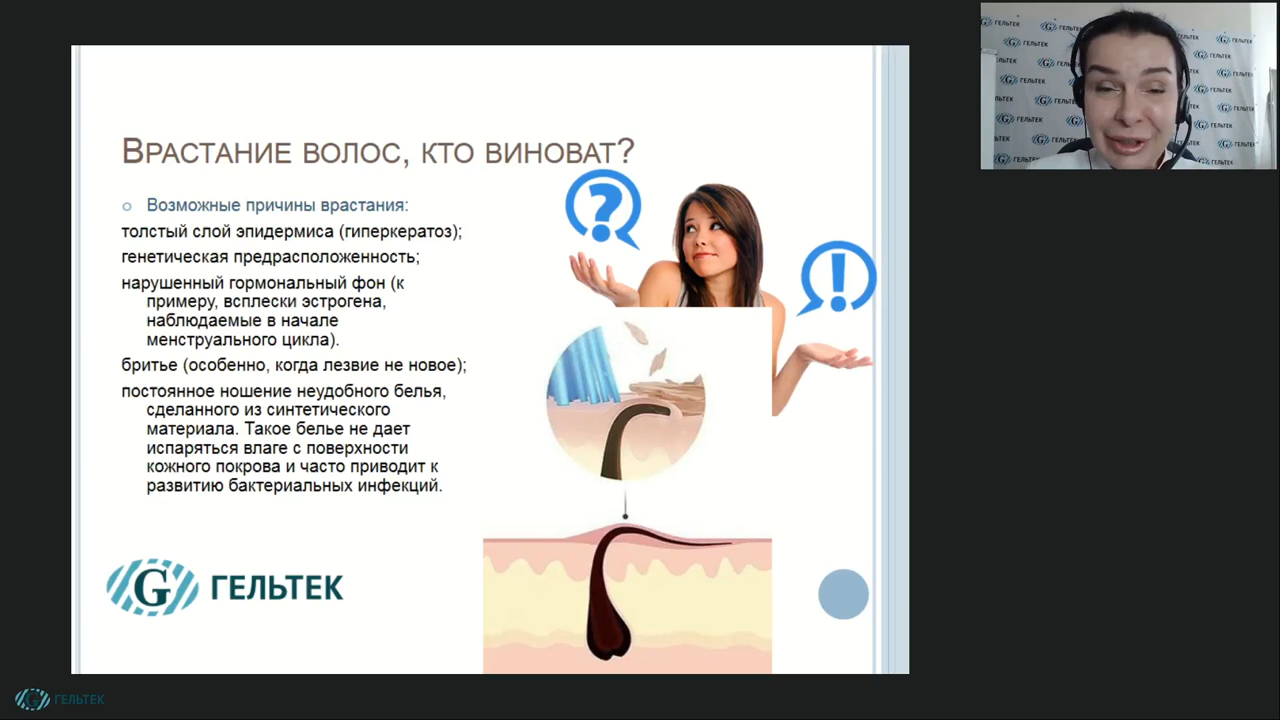 Врастание волос, кто виноват?
Возможные причины врастания:
толстый слой эпидермиса (гиперкератоз);
генетическая предрасположенность;
нарушенный гормональный фон (к
примеру, всплески эстрогена,
наблюдаемые в начале
менструального цикла).
бритье (особенно, когда лезвие не новое);
постоянное ношение неудобного белья,
сделанного из синтетического
материала. Такое белье не дает
испаряться влаге с поверхности
кожного покрова и часто приводит к
развитию бактериальных инфекций.
?
!
G ГЕЛЬТЕК
G ГЕЛЬТЕК
ГЕЛЬТЕК